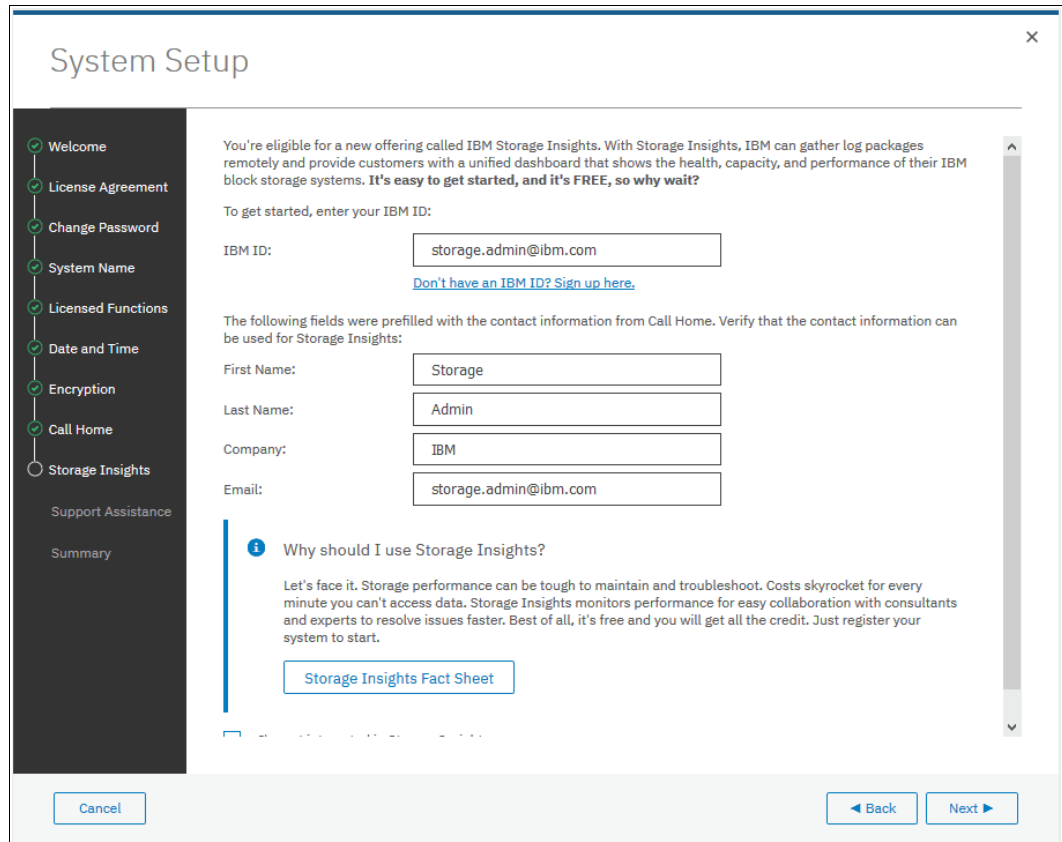 System Setup
Welcome
License Agreement
Change Password
System Name
Licensed Functions
Date and Time
Encryption
Call Home
Storage Insights
Support Assistance
Summary
You're eligible for a new offering called IBM Storage Insights. With Storage Insights, IBM can gather log packages
remotely and provide customers with a unified dashboard that shows the health, capacity, and performance of their IBM
block storage systems. It's easy to get started, and it's FREE, so why wait?
To get started, enter your IBM ID:
IBM ID: storage.admin@ibm.com
Don't have an IBM ID? Sign up here.
The following fields were prefilled with the contact information from Call Home. Verify that the contact information can
be used for Storage Insights:
First Name: Storage
Last Name: Admin
Company: IBM
Email: storage.admin@ibm.com
Why should I use Storage Insights?
Let's face it. Storage performance can be tough to maintain and troubleshoot. Costs skyrocket for every
minute you can't access data. Storage Insights monitors performance for easy collaboration with consultants
and experts to resolve issues faster. Best of all, it's free and you will get all the credit. Just register your
system to start.
Storage Insights Fact Sheet
Cancel
Back
Next